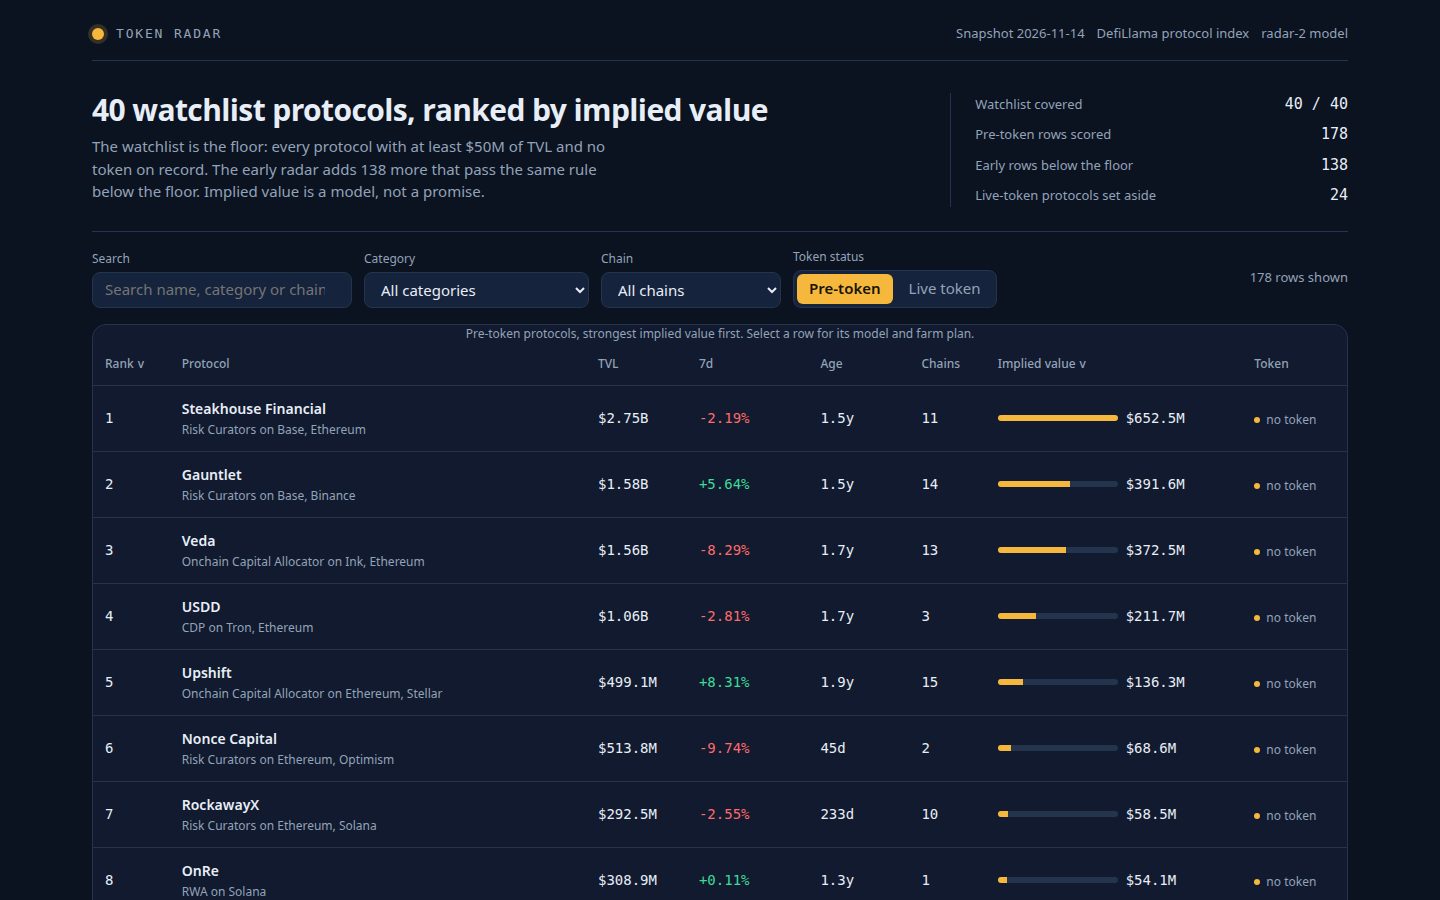 TOKEN RADAR
Snapshot 2026-11-14 DefiLlama protocol index radar-2 model
40 watchlist protocols, ranked by implied value
The watchlist is the floor: every protocol with at least $50M of TVL and no
token on record. The early radar adds 138 more that pass the same rule
below the floor. Implied value is a model, not a promise.
Watchlist covered 40 / 40
Pre-token rows scored 178
Early rows below the floor 138
Live-token protocols set aside 24
Search Category Chain Token status
Search name, category or chain All categories All chains Pre-token Live token 178 rows shown
Pre-token protocols, strongest implied value first. Select a row for its model and farm plan.
Rank v Protocol TVL 7d Age Chains Implied value v Token
1 Steakhouse Financial $2.75B -2.19% 1.5y 11 $652.5M no token
Risk Curators on Base, Ethereum
2 Gauntlet $1.58B +5.64% 1.5y 14 $391.6M no token
Risk Curators on Base, Binance
3 Veda $1.56B -8.29% 1.7y 13 $372.5M no token
Onchain Capital Allocator on Ink, Ethereum
4 USDD $1.06B -2.81% 1.7y 3 $211.7M no token
CDP on Tron, Ethereum
5 Upshift $499.1M +8.31% 1.9y 15 $136.3M no token
Onchain Capital Allocator on Ethereum, Stellar
6 Nonce Capital $513.8M -9.74% 45d 2 $68.6M no token
Risk Curators on Ethereum, Optimism
7 RockawayX $292.5M -2.55% 233d 10 $58.5M no token
Risk Curators on Ethereum, Solana
8 OnRe $308.9M +0.11% 1.3y 1 $54.1M no token
RWA on Solana